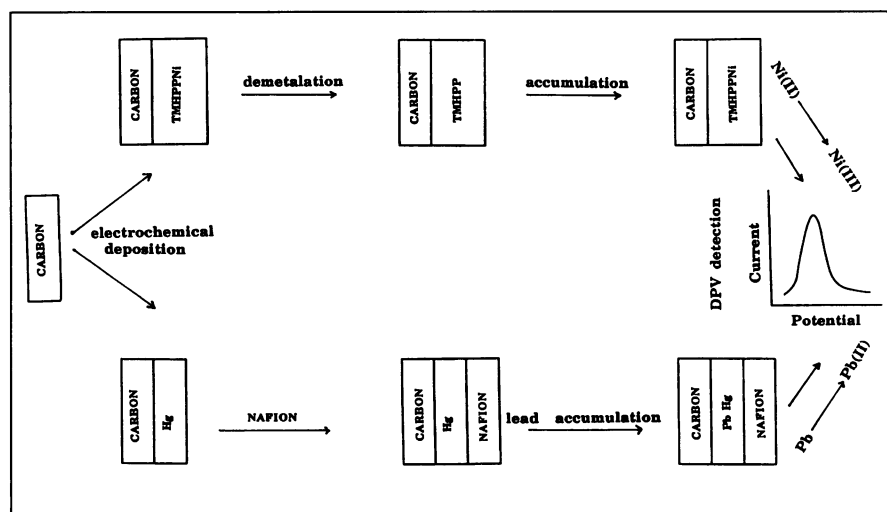 CARBON
TMHPPNi
demetalation
CARBON
TMHPP
accumulation
CARBON
TMHPPNi
Ni(II)
Ni(III)
CARBON
electrochemical
deposition
DPV detection
Current
Potential
CARBON
Hg
NAFION
CARBON
Hg
NAFION
lead accumulation
CARBON
Pb Hg
NAFION
Pb
Pb(II)